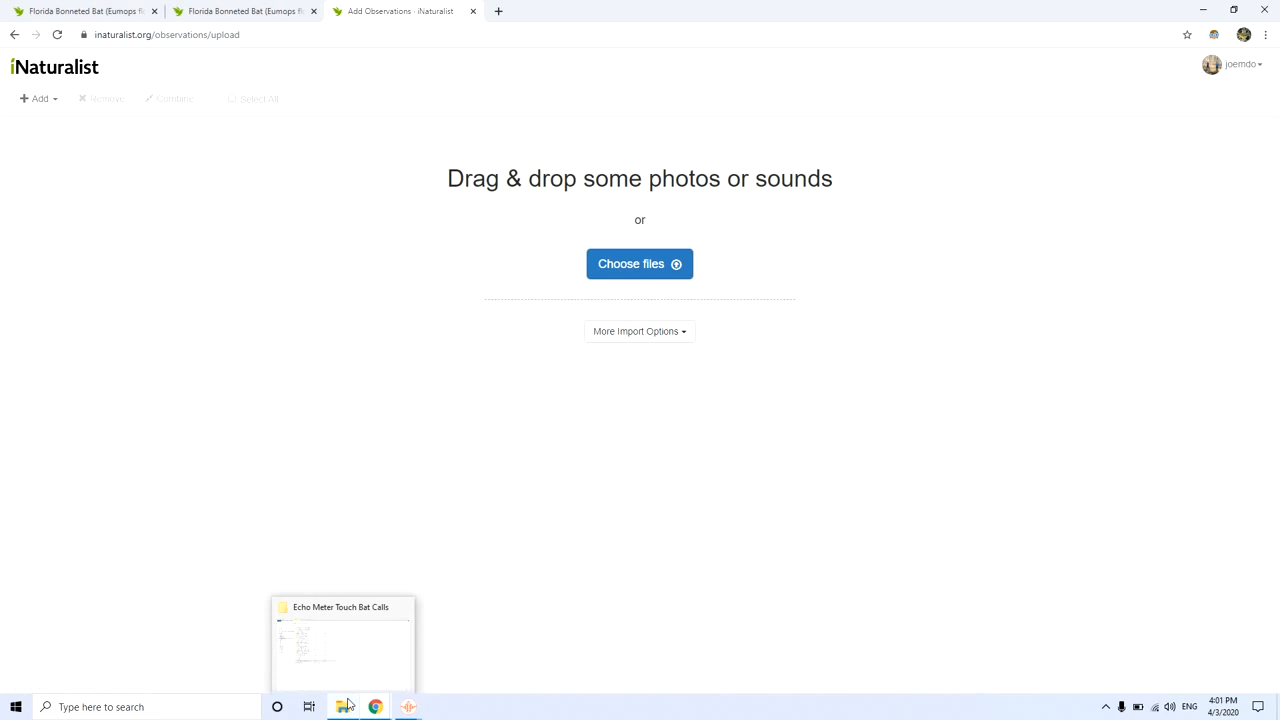 Florida Bonneted Bat (Eumops fl
Florida Bonneted Bat (Eumops fl
Add Observations - iNaturalist
inaturalist.org/observations/upload
iNaturalist
joemdo
Add
Remove
Combine
Select All
Drag & drop some photos or sounds
or
Choose files
More Import Options
Echo Meter Touch Bat Calls
Type here to search
ENG
4:01 PM
4/3/2020